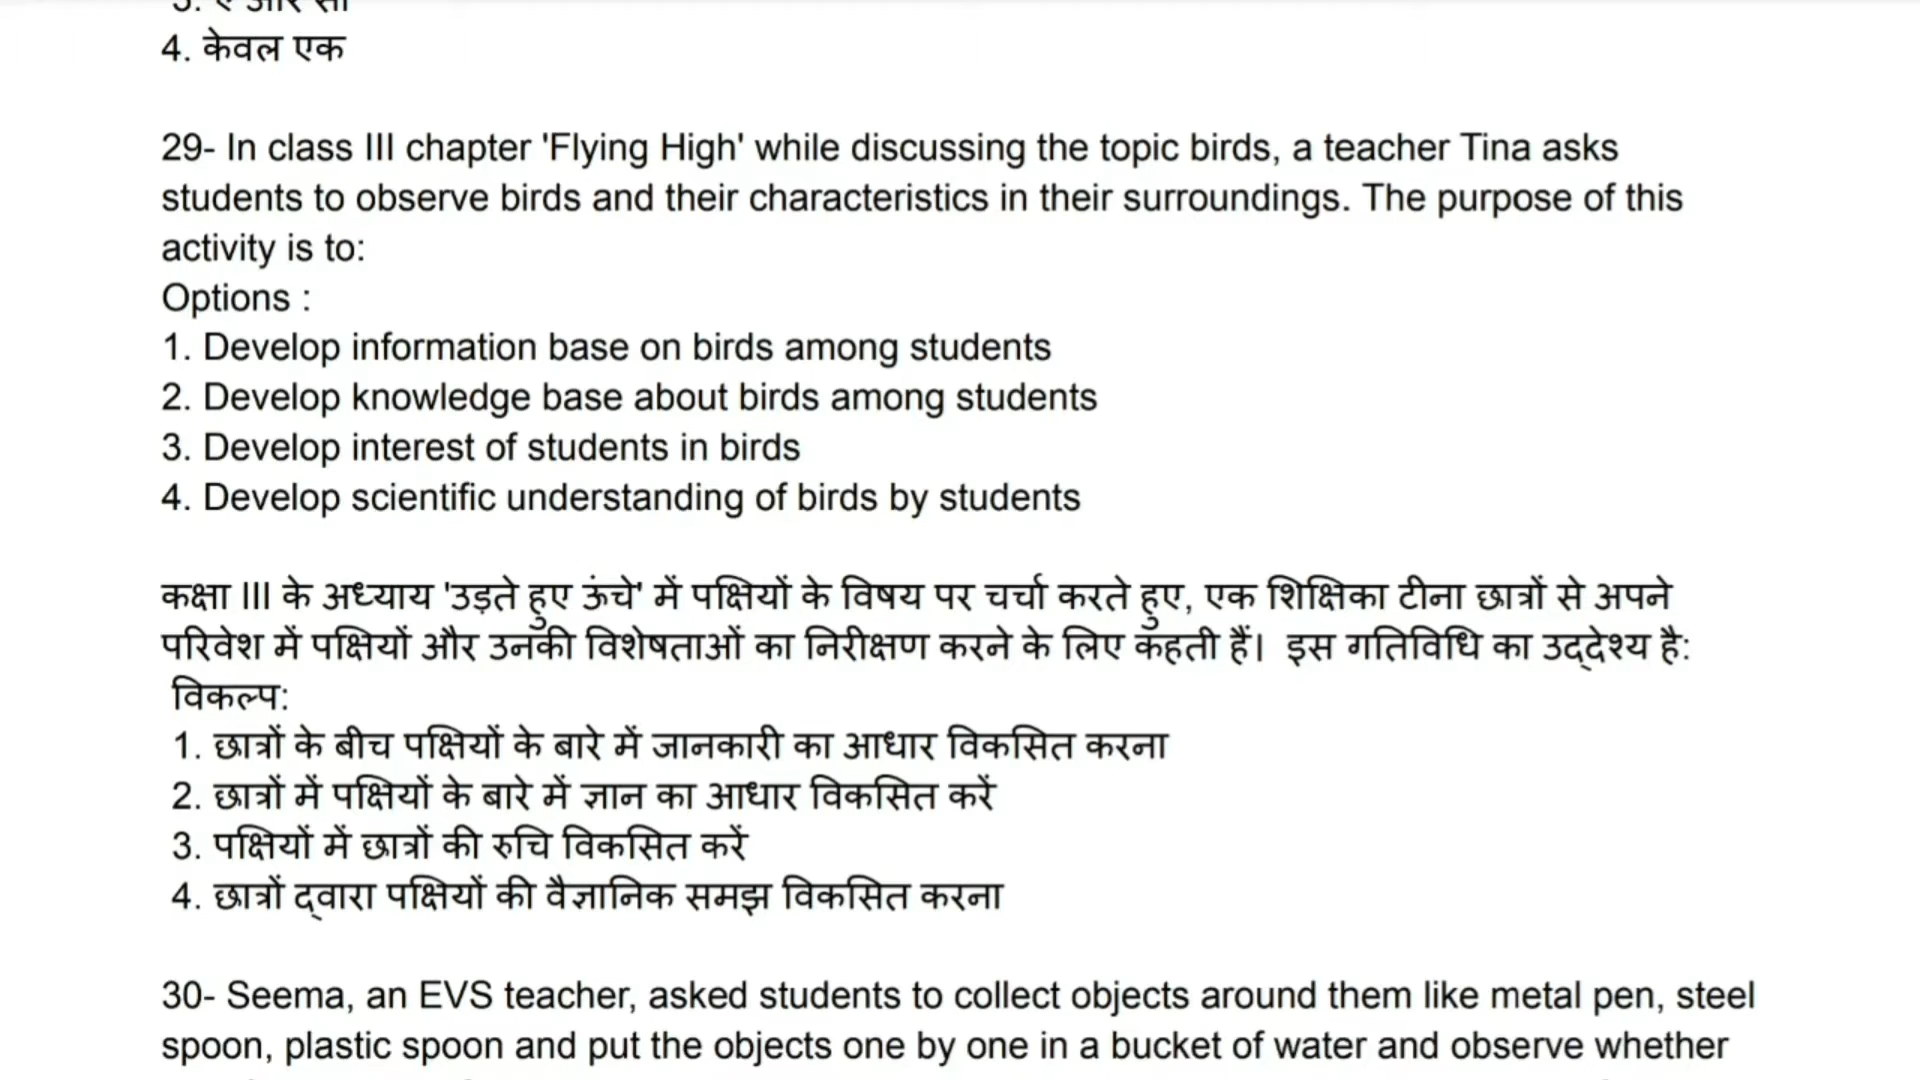 4. केवल एक
29- In class III chapter 'Flying High' while discussing the topic birds, a teacher Tina asks
students to observe birds and their characteristics in their surroundings. The purpose of this
activity is to:
Options :
1. Develop information base on birds among students
2. Develop knowledge base about birds among students
3. Develop interest of students in birds
4. Develop scientific understanding of birds by students
कक्षा III के अध्याय 'उड़ते हुए ऊंचे' में पक्षियों के विषय पर चर्चा करते हुए, एक शिक्षिका टीना छात्रों से अपने
परिवेश में पक्षियों और उनकी विशेषताओं का निरीक्षण करने के लिए कहती हैं। इस गतिविधि का उद्देश्य है:
विकल्प:
1. छात्रों के बीच पक्षियों के बारे में जानकारी का आधार विकसित करना
2. छात्रों में पक्षियों के बारे में ज्ञान का आधार विकसित करें
3. पक्षियों में छात्रों की रुचि विकसित करें
4. छात्रों द्वारा पक्षियों की वैज्ञानिक समझ विकसित करना
30- Seema, an EVS teacher, asked students to collect objects around them like metal pen, steel
spoon, plastic spoon and put the objects one by one in a bucket of water and observe whether